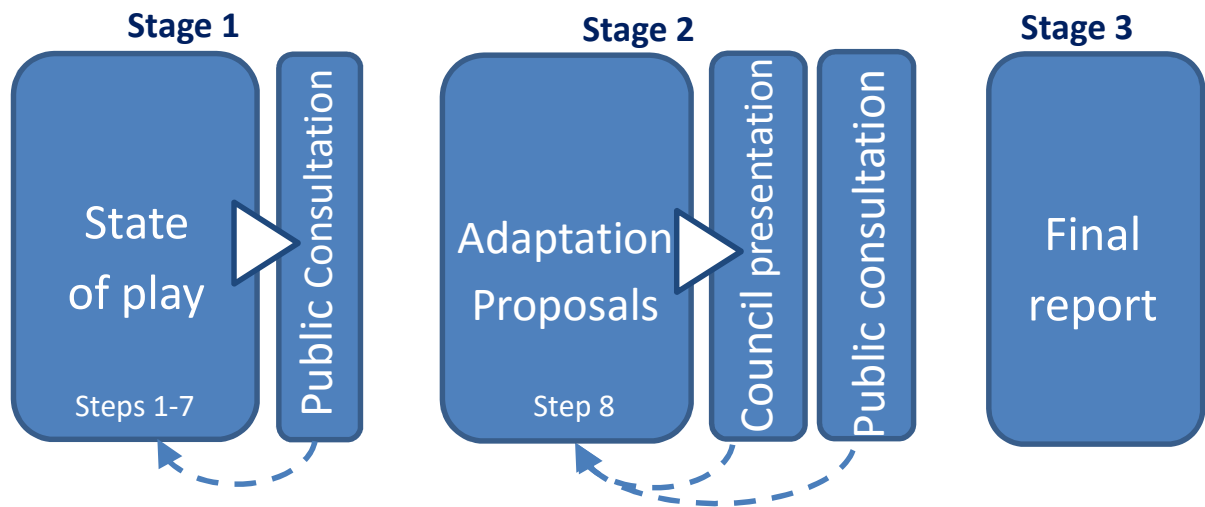 Stage 1
State
of play
Steps 1-7
Public Consultation
Stage 2
Adaptation
Proposals
Step 8
Council presentation
Public consultation
Stage 3
Final
report